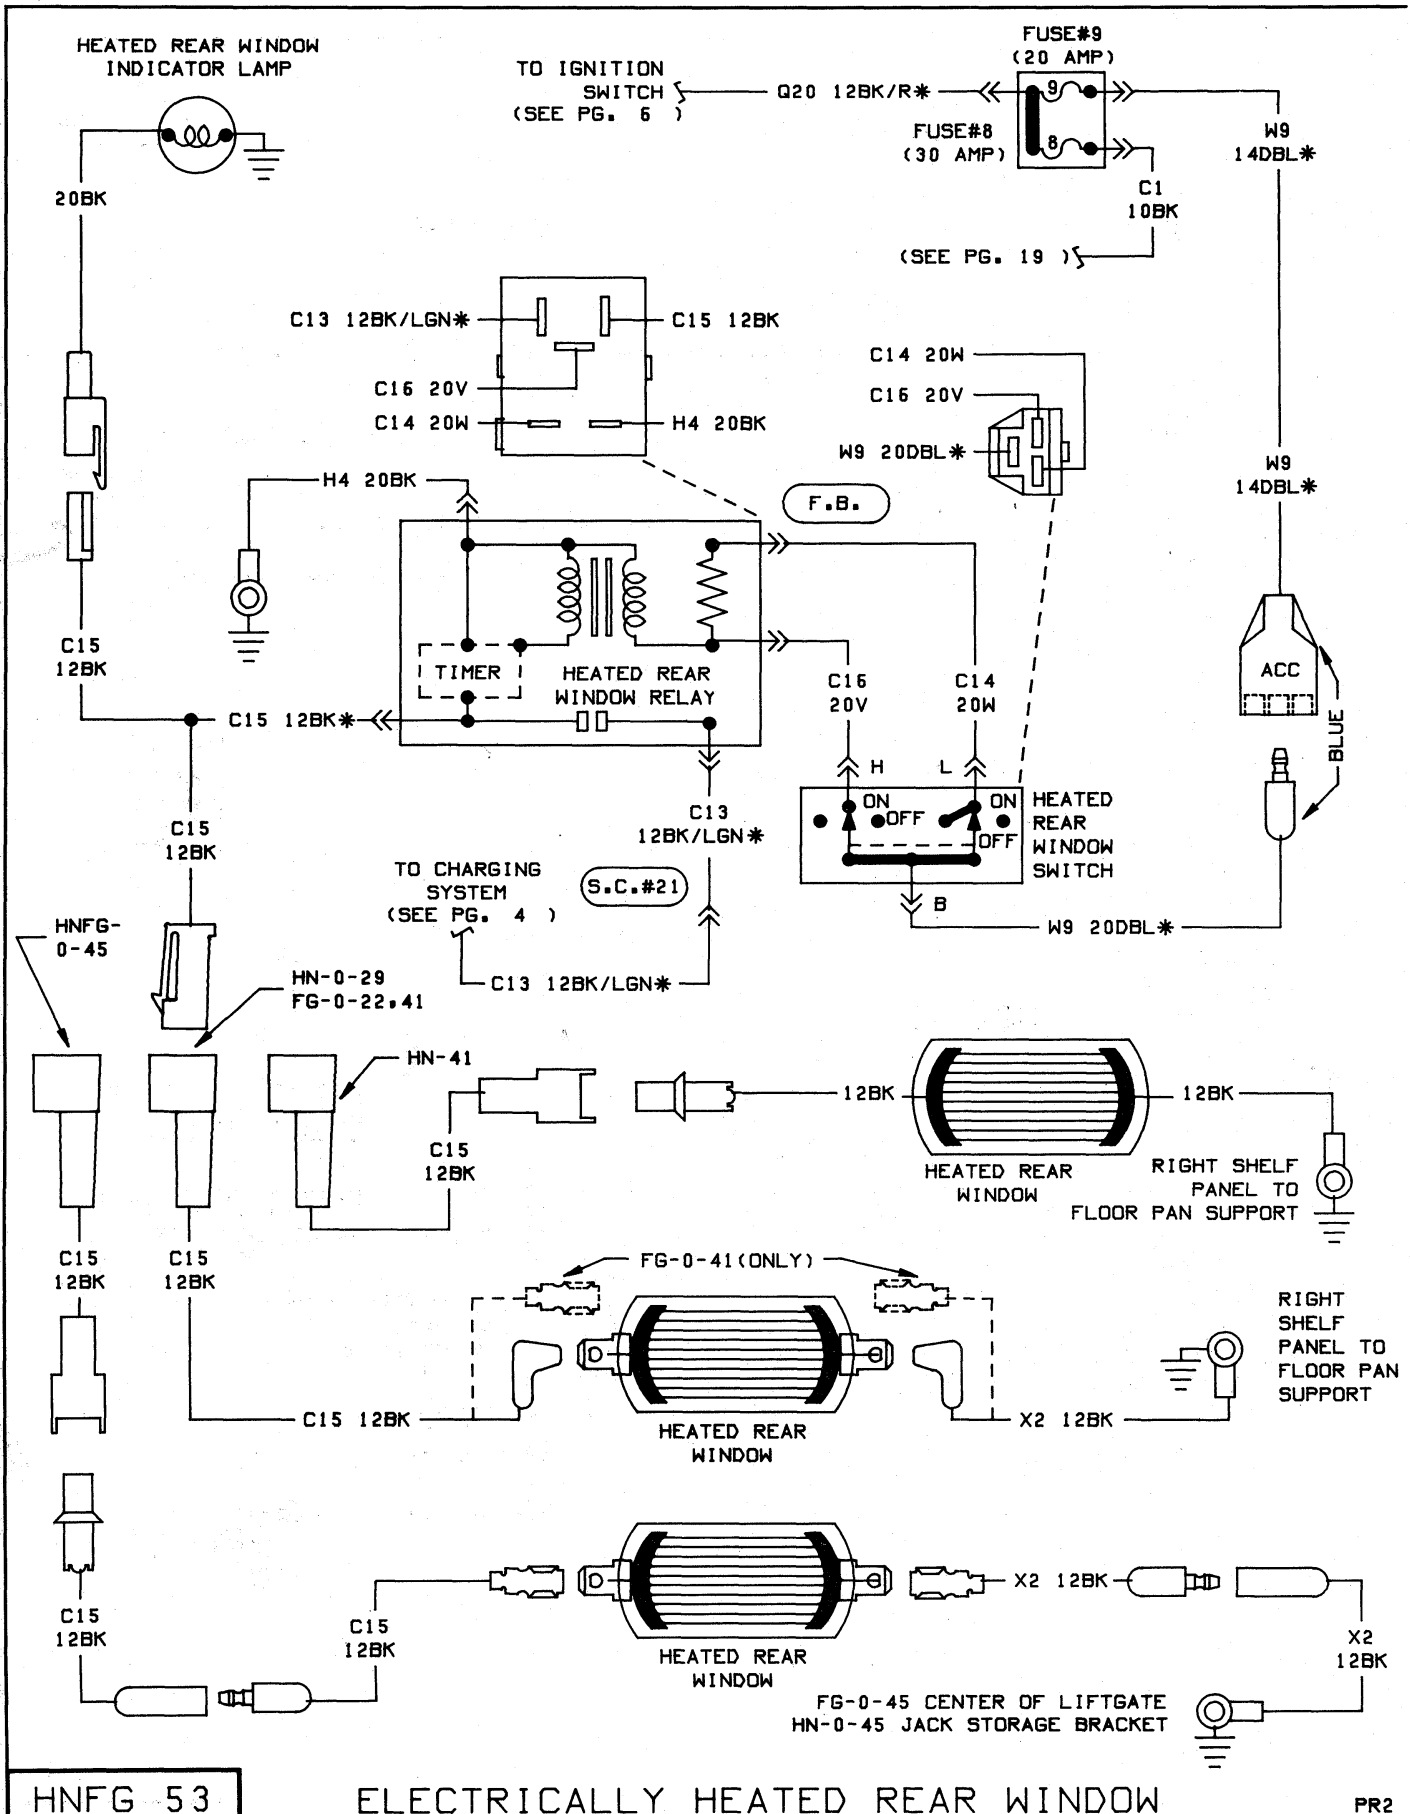 HEATED REAR WINDOW
INDICATOR LAMP
TO IGNITION
SWITCH
(SEE PG. 6 )
Q20 12BK/R*
FUSE#9
(20 AMP)
9
FUSE#8
(30 AMP)
8
W9
14DBL*
C1
10BK
(SEE PG. 19 )
20BK
C13 12BK/LGN*
C15 12BK
C16 20V
C14 20W
H4 20BK
C14 20W
C16 20V
W9 20DBL*
W9
14DBL*
H4 20BK
F.B.
C15
12BK
TIMER
HEATED REAR
WINDOW RELAY
C16
20V
C14
20W
ACC
BLUE
C15 12BK*
H
L
ON
OFF
ON
OFF
HEATED
REAR
WINDOW
SWITCH
B
C15
12BK
C13
12BK/LGN*
TO CHARGING
SYSTEM
(SEE PG. 4 )
S.C.#21
W9 20DBL*
HNFG-
0-45
HN-0-29
FG-0-22,41
C13 12BK/LGN*
HN-41
C15
12BK
12BK
12BK
HEATED REAR
WINDOW
RIGHT SHELF
PANEL TO
FLOOR PAN SUPPORT
C15
12BK
C15
12BK
FG-0-41(ONLY)
RIGHT
SHELF
PANEL TO
FLOOR PAN
SUPPORT
C15 12BK
X2 12BK
HEATED REAR
WINDOW
C15
12BK
C15
12BK
X2 12BK
X2
12BK
HEATED REAR
WINDOW
FG-0-45 CENTER OF LIFTGATE
HN-0-45 JACK STORAGE BRACKET
HNFG 53
ELECTRICALLY HEATED REAR WINDOW
PR2